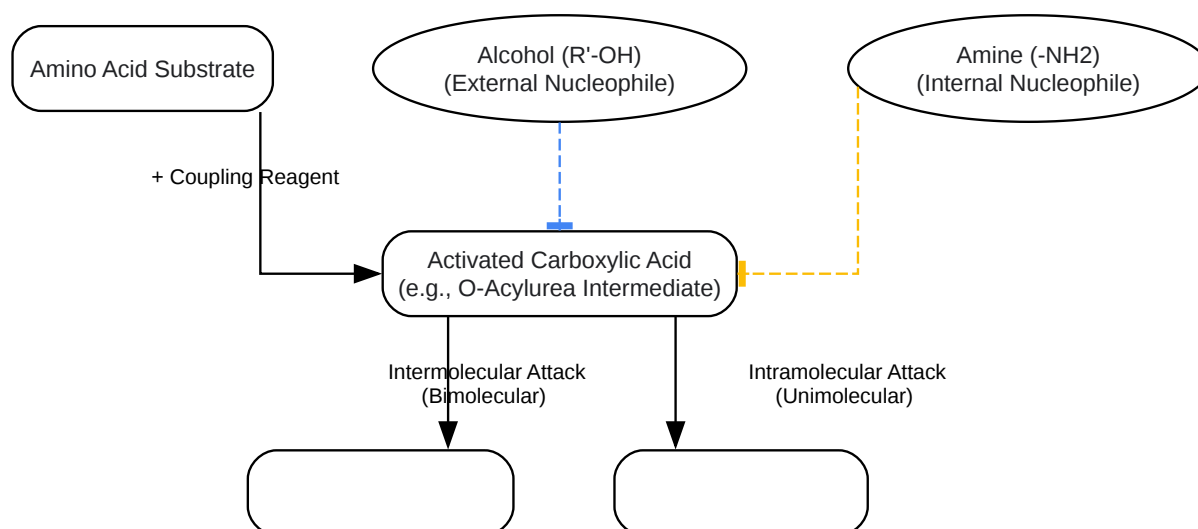 Amino Acid Substrate
Alcohol (R'-OH)
(External Nucleophile)
Amine (-NH2)
(Internal Nucleophile)
+ Coupling Reagent
Activated Carboxylic Acid
(e.g., O-Acylurea Intermediate)
Intermolecular Attack
(Bimolecular)
Intramolecular Attack
(Unimolecular)